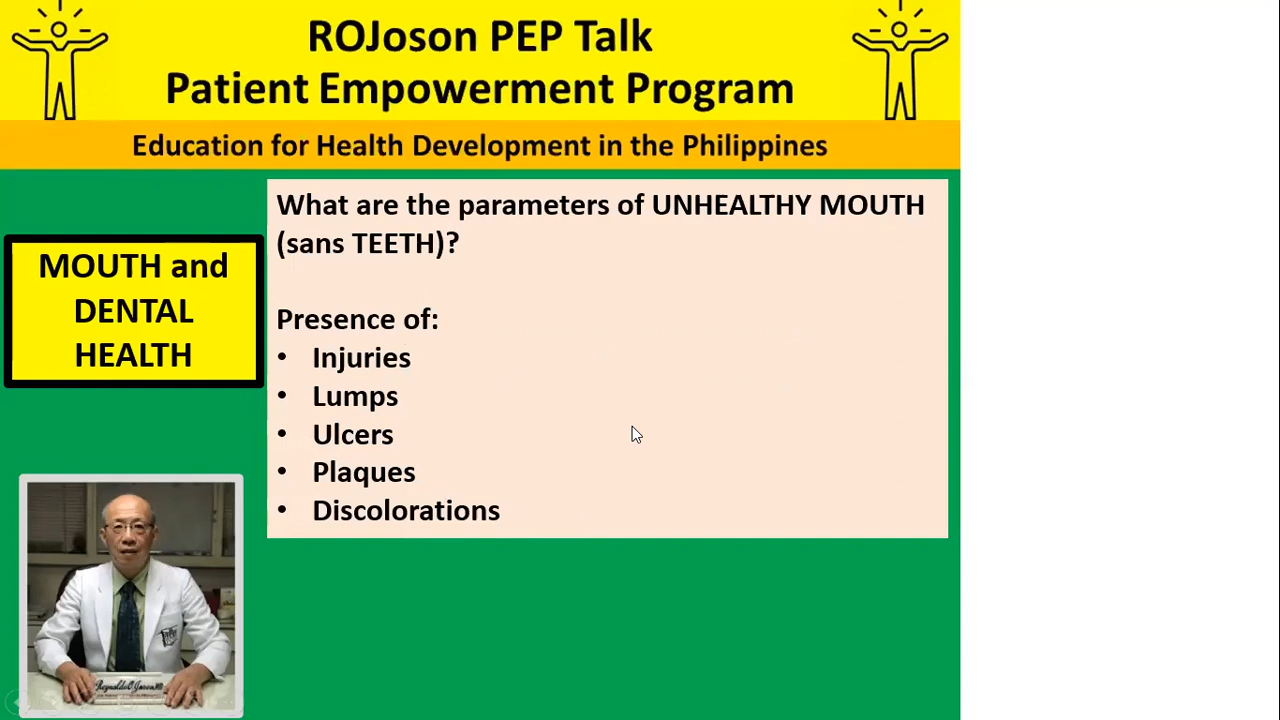 ROJoson PEP Talk
Patient Empowerment Program
Education for Health Development in the Philippines
MOUTH and
DENTAL
HEALTH
What are the parameters of UNHEALTHY MOUTH
(sans TEETH)?
Presence of:
• Injuries
• Lumps
• Ulcers
• Plaques
• Discolorations